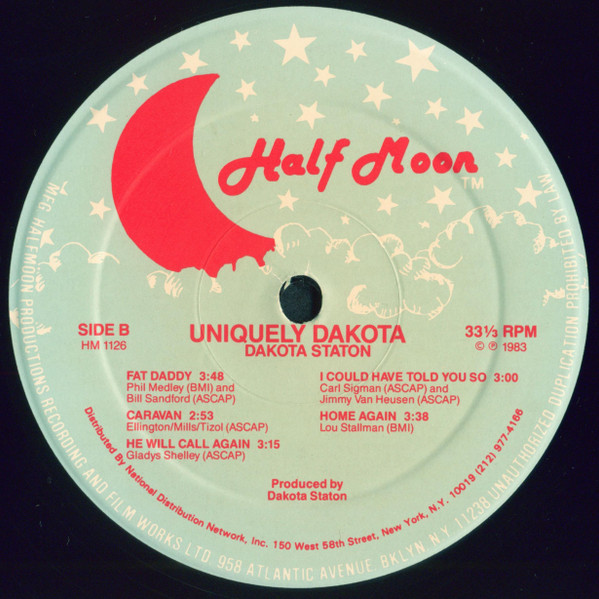 Half Moon
TM
SIDE B
HM 1126
UNIQUELY DAKOTA
DAKOTA STATON
33⅓ RPM
© ℗ 1983
FAT DADDY 3:48
Phil Medley (BMI) and
Bill Sandford (ASCAP)
CARAVAN 2:53
Ellington/Mills/Tizol (ASCAP)
HE WILL CALL AGAIN 3:15
Gladys Shelley (ASCAP)
I COULD HAVE TOLD YOU SO 3:00
Carl Sigman (ASCAP) and
Jimmy Van Heusen (ASCAP)
HOME AGAIN 3:38
Lou Stallman (BMI)
Produced by
Dakota Staton
Distributed By National Distribution Network, Inc. 150 West 58th Street, New York, N.Y. 10019 (212) 977-4166
MFG HALFMOON PRODUCTIONS RECORDING AND FILM WORKS LTD. 958 ATLANTIC AVENUE, BKLYN N.Y. 11238 UNAUTHORIZED DUPLICATION PROHIBITED BY LAW